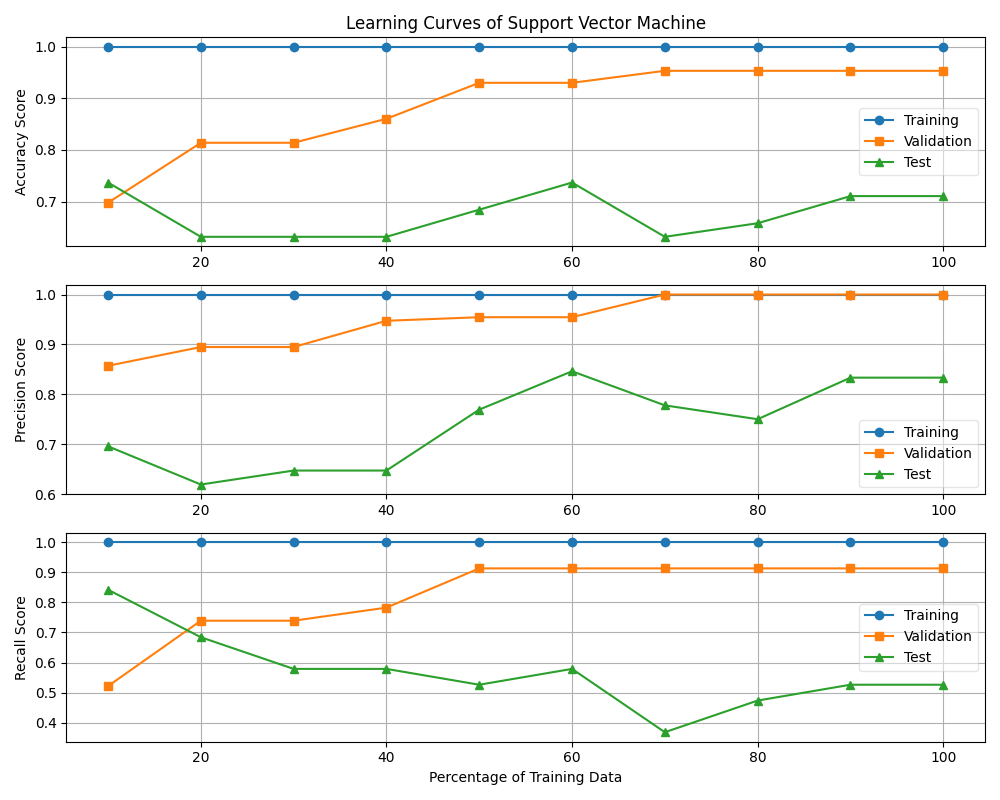 Learning Curves of Support Vector Machine
Accuracy Score
1.0
0.9
0.8
0.7
Training
Validation
Test
20 40 60 80 100
Precision Score
1.0
0.9
0.8
0.7
0.6
Training
Validation
Test
20 40 60 80 100
Recall Score
1.0
0.9
0.8
0.7
0.6
0.5
0.4
Training
Validation
Test
20 40 60 80 100
Percentage of Training Data